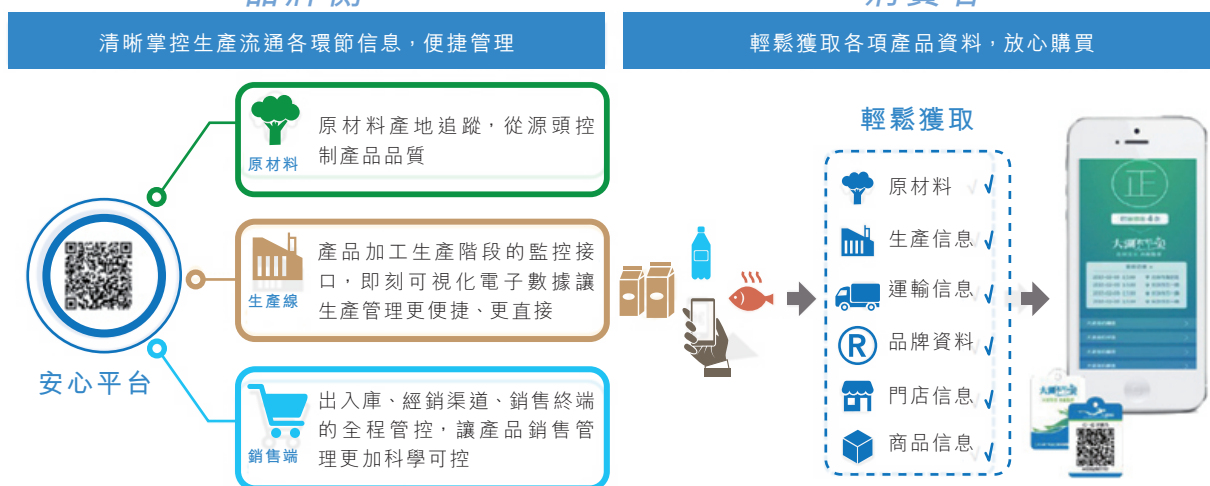 品牌側
消費者
清晰掌控生產流通各環節信息，便捷管理
輕鬆獲取各項產品資料，放心購買
原材料
原材料產地追蹤，從源頭控
制產品品質
生產線
產品加工生產階段的監控接
口，即刻可視化電子數據讓
生產管理更便捷、更直接
安心平台
銷售端
出入庫、經銷渠道、銷售終端
的全程管控，讓產品銷售管
理更加科學可控
輕鬆獲取
原材料
生產信息
運輸信息
R
品牌資料
門店信息
商品信息
正